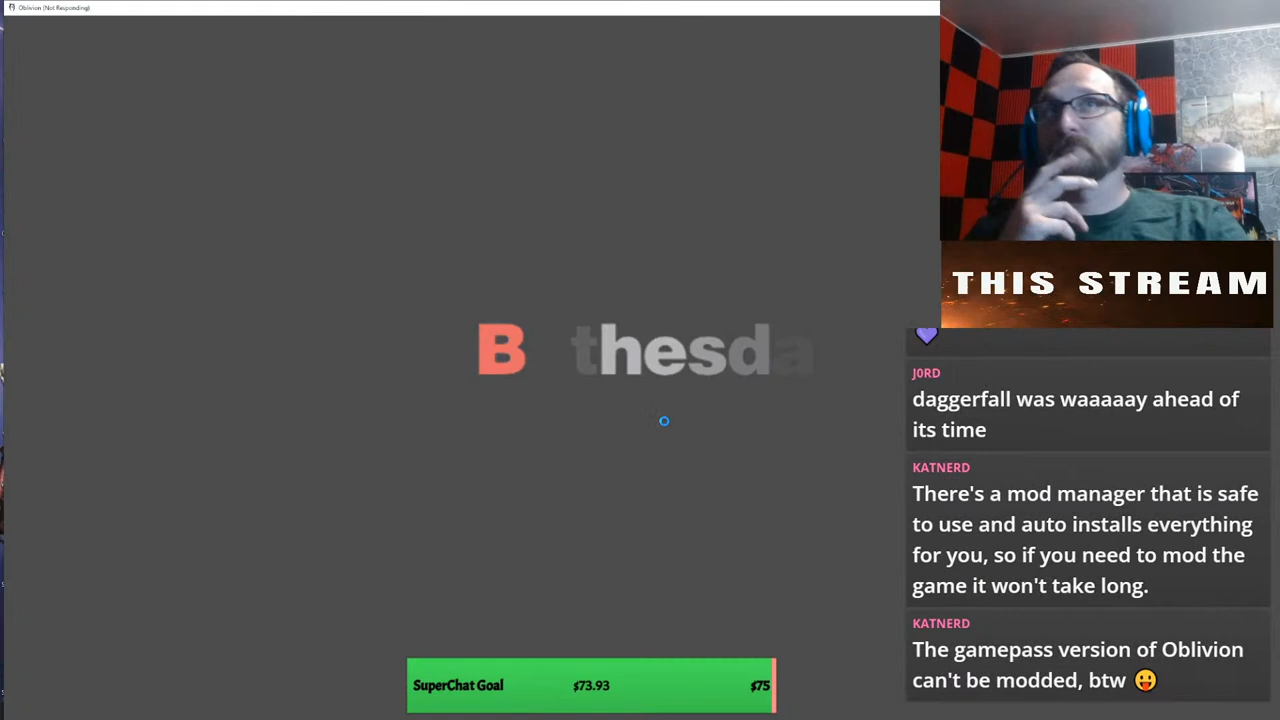 Oblivion (Not Responding)
B thesda
THIS STREAM
J0RD
daggerfall was waaaaay ahead of
its time
KATNERD
There's a mod manager that is safe
to use and auto installs everything
for you, so if you need to mod the
game it won't take long.
KATNERD
The gamepass version of Oblivion
can't be modded, btw 😛
SuperChat Goal $73.93 $75